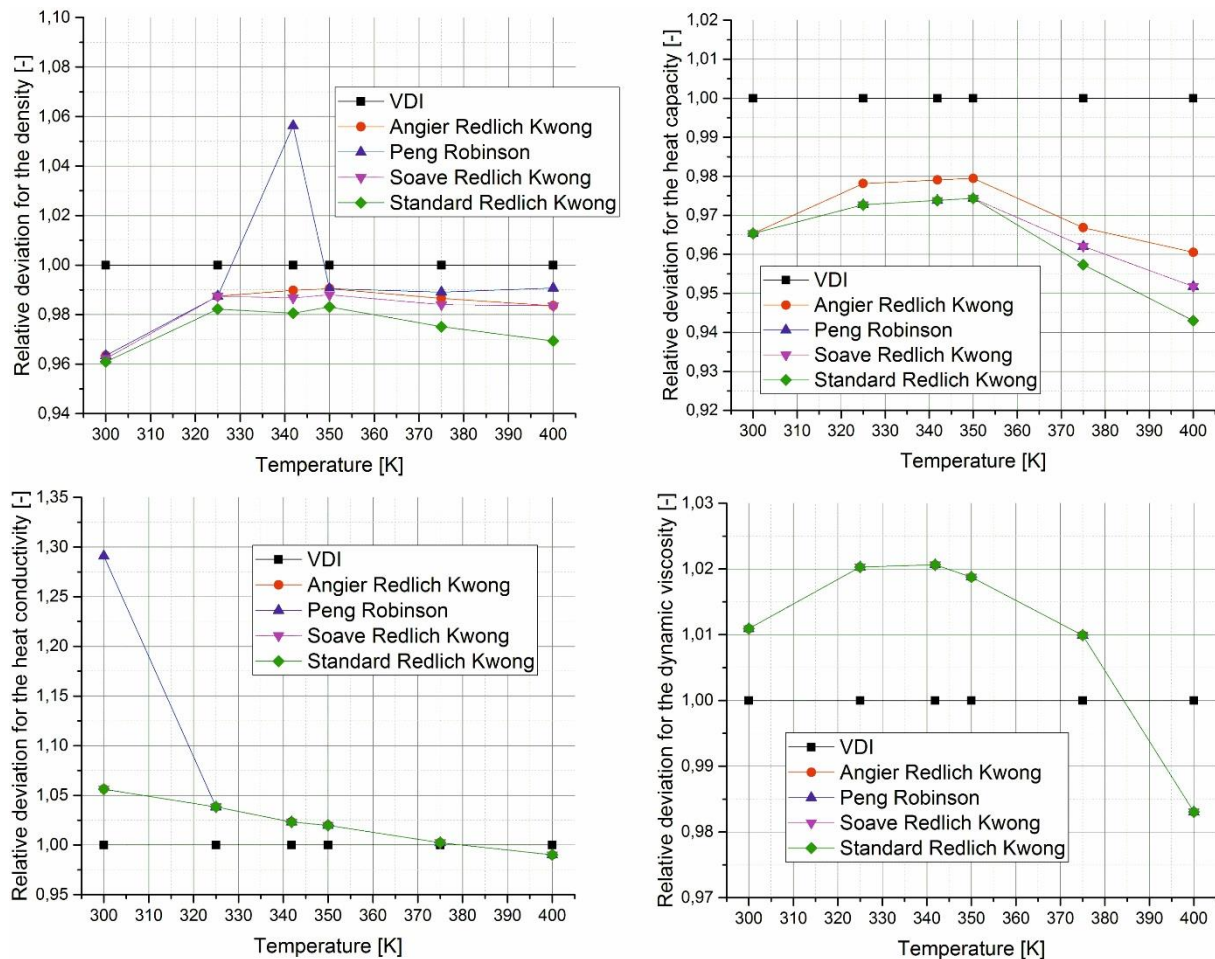 Relative deviation for the density [-]
1,10
1,08
1,06
1,04
1,02
1,00
0,98
0,96
0,94
VDI
Angier Redlich Kwong
Peng Robinson
Soave Redlich Kwong
Standard Redlich Kwong
300 310 320 330 340 350 360 370 380 390 400
Temperature [K]
Relative deviation for the heat capacity [-]
1,02
1,01
1,00
0,99
0,98
0,97
0,96
0,95
0,94
0,93
0,92
VDI
Angier Redlich Kwong
Peng Robinson
Soave Redlich Kwong
Standard Redlich Kwong
300 310 320 330 340 350 360 370 380 390 400
Temperature [K]
Relative deviation for the heat conductivity [-]
1,35
1,30
1,25
1,20
1,15
1,10
1,05
1,00
0,95
VDI
Angier Redlich Kwong
Peng Robinson
Soave Redlich Kwong
Standard Redlich Kwong
300 310 320 330 340 350 360 370 380 390 400
Temperature [K]
Relative deviation for the dynamic viscosity [-]
1,03
1,02
1,01
1,00
0,99
0,98
0,97
VDI
Angier Redlich Kwong
Peng Robinson
Soave Redlich Kwong
Standard Redlich Kwong
300 310 320 330 340 350 360 370 380 390 400
Temperature [K]